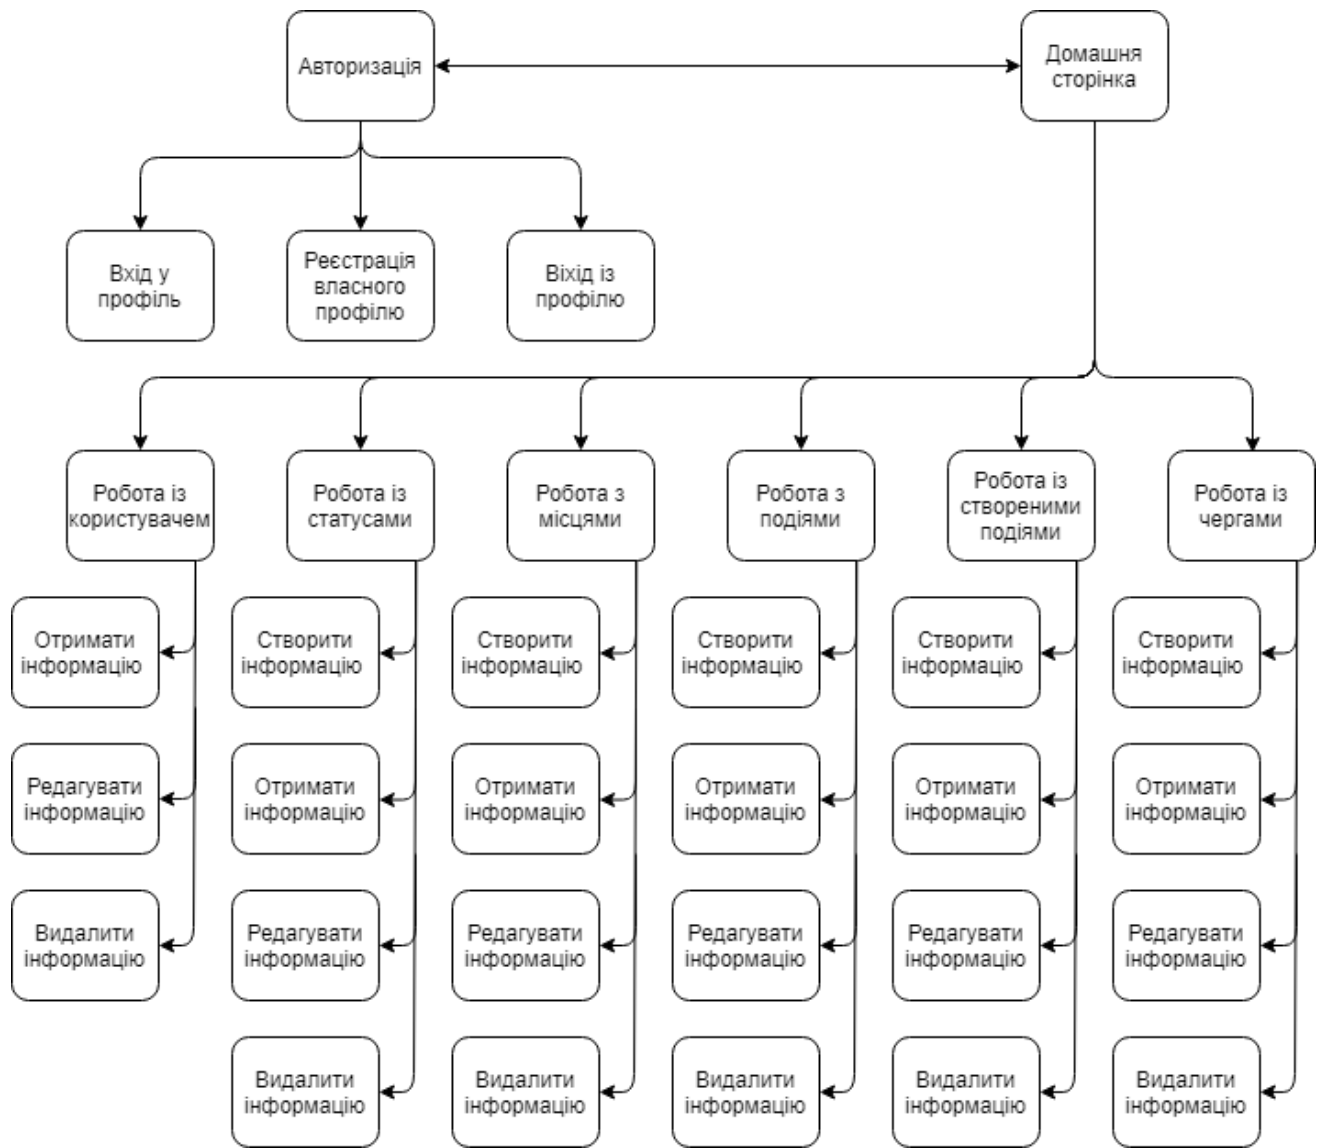 Авторизація
Домашня
сторінка
Вхід у
профіль
Реєстрація
власного
профілю
Віхід із
профілю
Робота із
користувачем
Робота із
статусами
Робота з
місцями
Робота з
подіями
Робота із
створеними
подіями
Робота із
чергами
Отримати
інформацію
Створити
інформацію
Створити
інформацію
Створити
інформацію
Створити
інформацію
Створити
інформацію
Редагувати
інформацію
Отримати
інформацію
Отримати
інформацію
Отримати
інформацію
Отримати
інформацію
Отримати
інформацію
Видалити
інформацію
Редагувати
інформацію
Редагувати
інформацію
Редагувати
інформацію
Редагувати
інформацію
Редагувати
інформацію
Видалити
інформацію
Видалити
інформацію
Видалити
інформацію
Видалити
інформацію
Видалити
інформацію